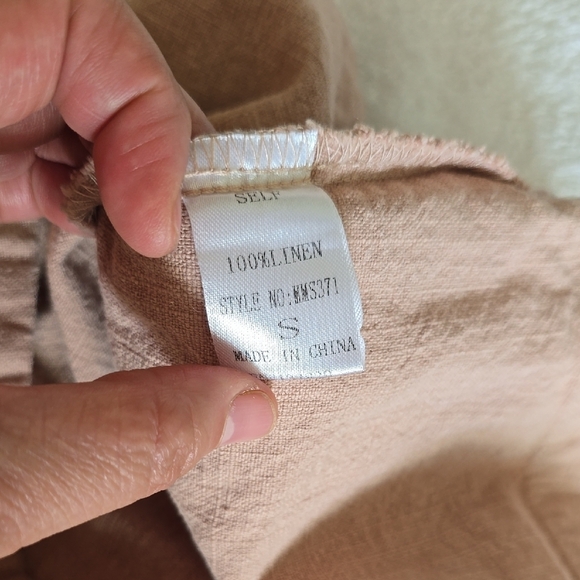 SELF
100%LINEN
STYLE NO:MMS371
S
MADE IN CHINA